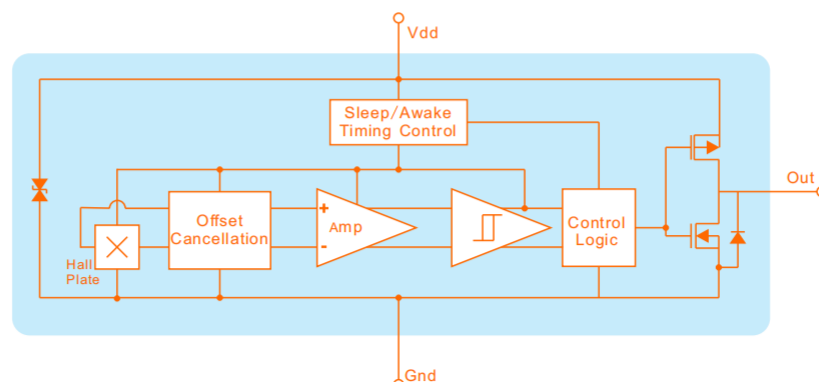 Vdd
Sleep/Awake
Timing Control
Out
+
Offset
Cancellation
Amp
Control
Logic
-
Hall
Plate
Gnd